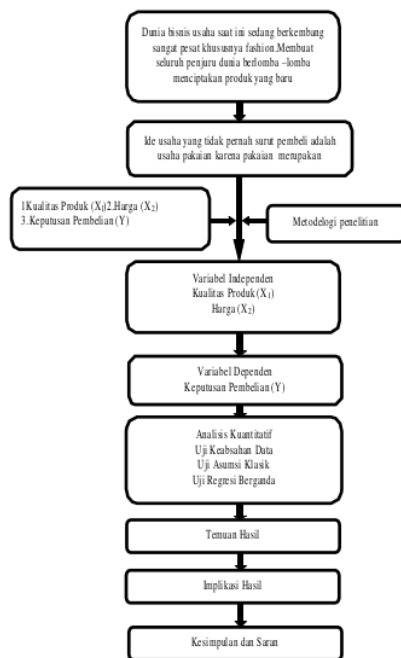 Dunia bisnis usaha saat ini sedang berkembang
sangat pesat khususnya fashion.Membuat
seluruh penjuru dunia berlomba –lomba
menciptakan produk yang baru
Ide usaha yang tidak pernah surut pembeli adalah
usaha pakaian karena pakaian merupakan
1Kualitas Produk (X₁)2.Harga (X₂)
3.Keputusan Pembelian (Y)
Metodelogi penelitian
Variabel Independen
Kualitas Produk (X₁)
Harga (X₂)
Variabel Dependen
Keputusan Pembelian (Y)
Analisis Kuantitatif
Uji Keabsahan Data
Uji Asumsi Klasik
Uji Regresi Berganda
Temuan Hasil
Implikasi Hasil
Kesimpulan dan Saran